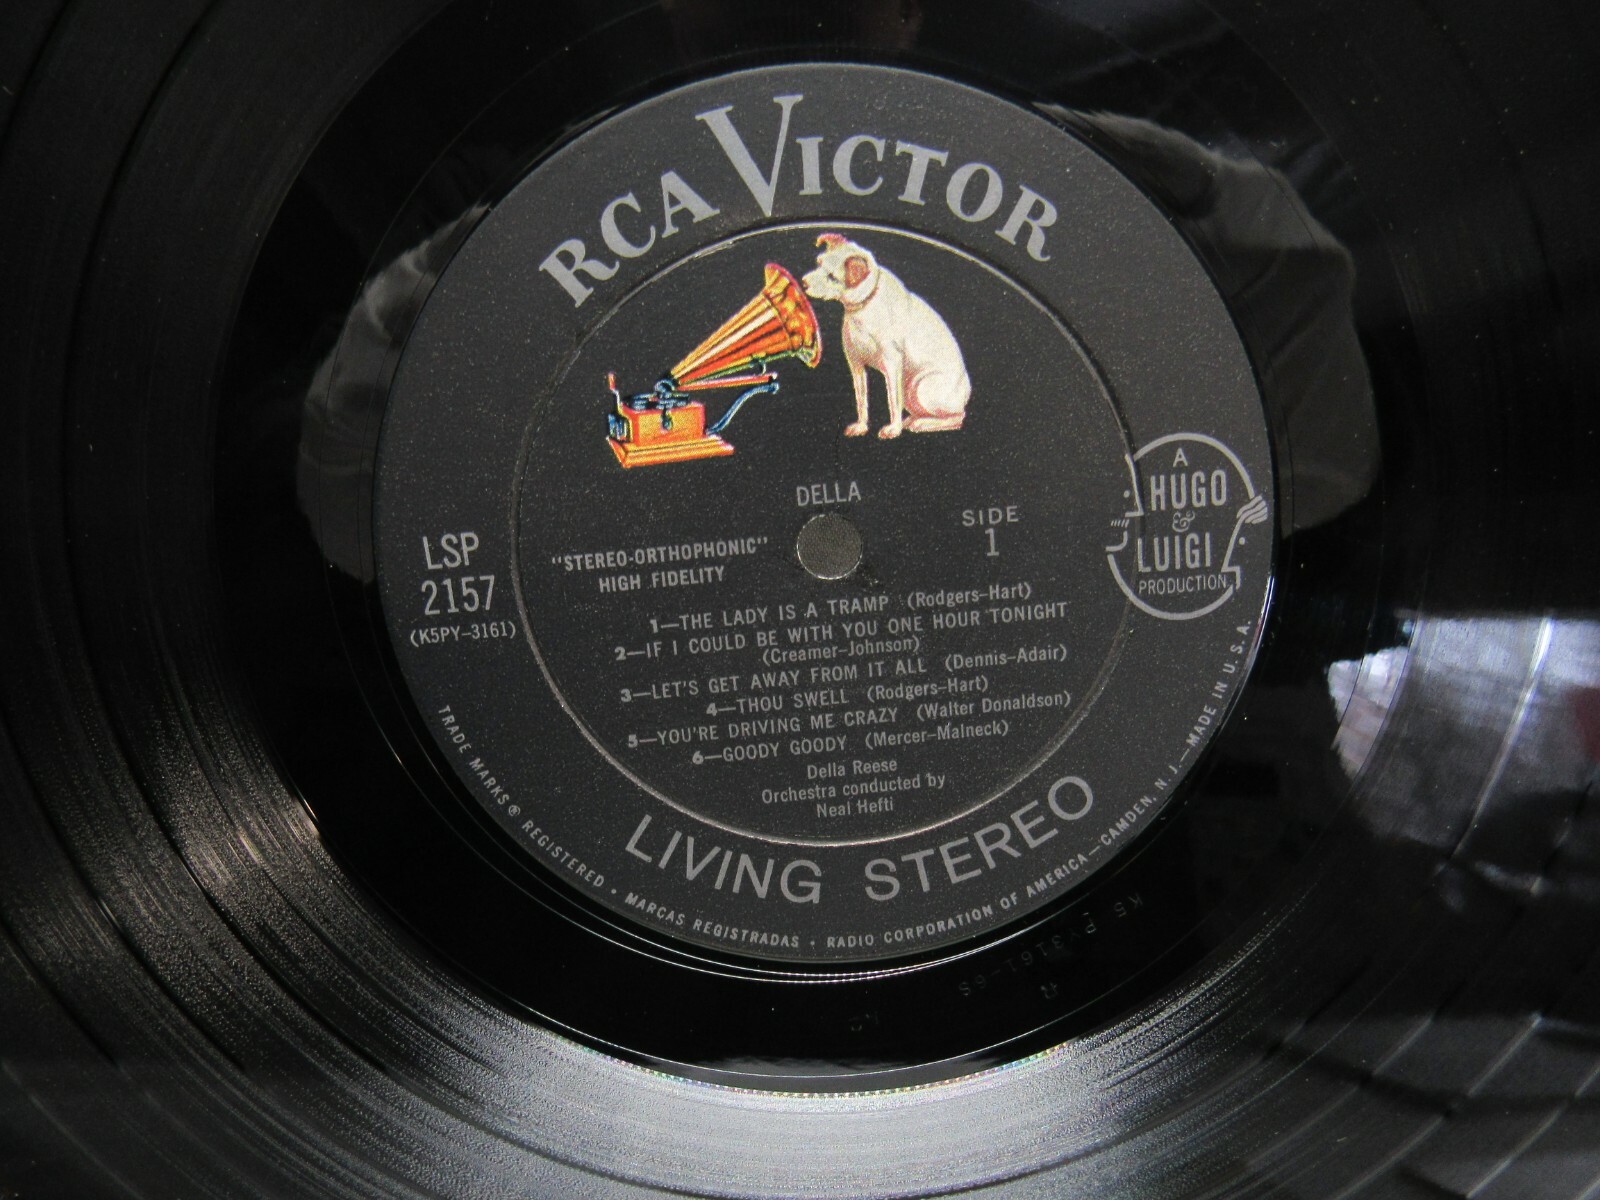 RCA VICTOR
DELLA
SIDE
1
"STEREO-ORTHOPHONIC"
HIGH FIDELITY
LSP
2157
(K5PY-3161)
A
HUGO
&
LUIGI
PRODUCTION
1—THE LADY IS A TRAMP (Rodgers-Hart)
2—IF I COULD BE WITH YOU ONE HOUR TONIGHT
(Creamer-Johnson)
3—LET'S GET AWAY FROM IT ALL (Dennis-Adair)
4—THOU SWELL (Rodgers-Hart)
5—YOU'RE DRIVING ME CRAZY (Walter Donaldson)
6—GOODY GOODY (Mercer-Malneck)
Della Reese
Orchestra conducted by
Neal Hefti
LIVING STEREO
TRADE MARKS ® REGISTERED • MARCAS REGISTRADAS • RADIO CORPORATION OF AMERICA—CAMDEN, N. J.—MADE IN U. S. A.